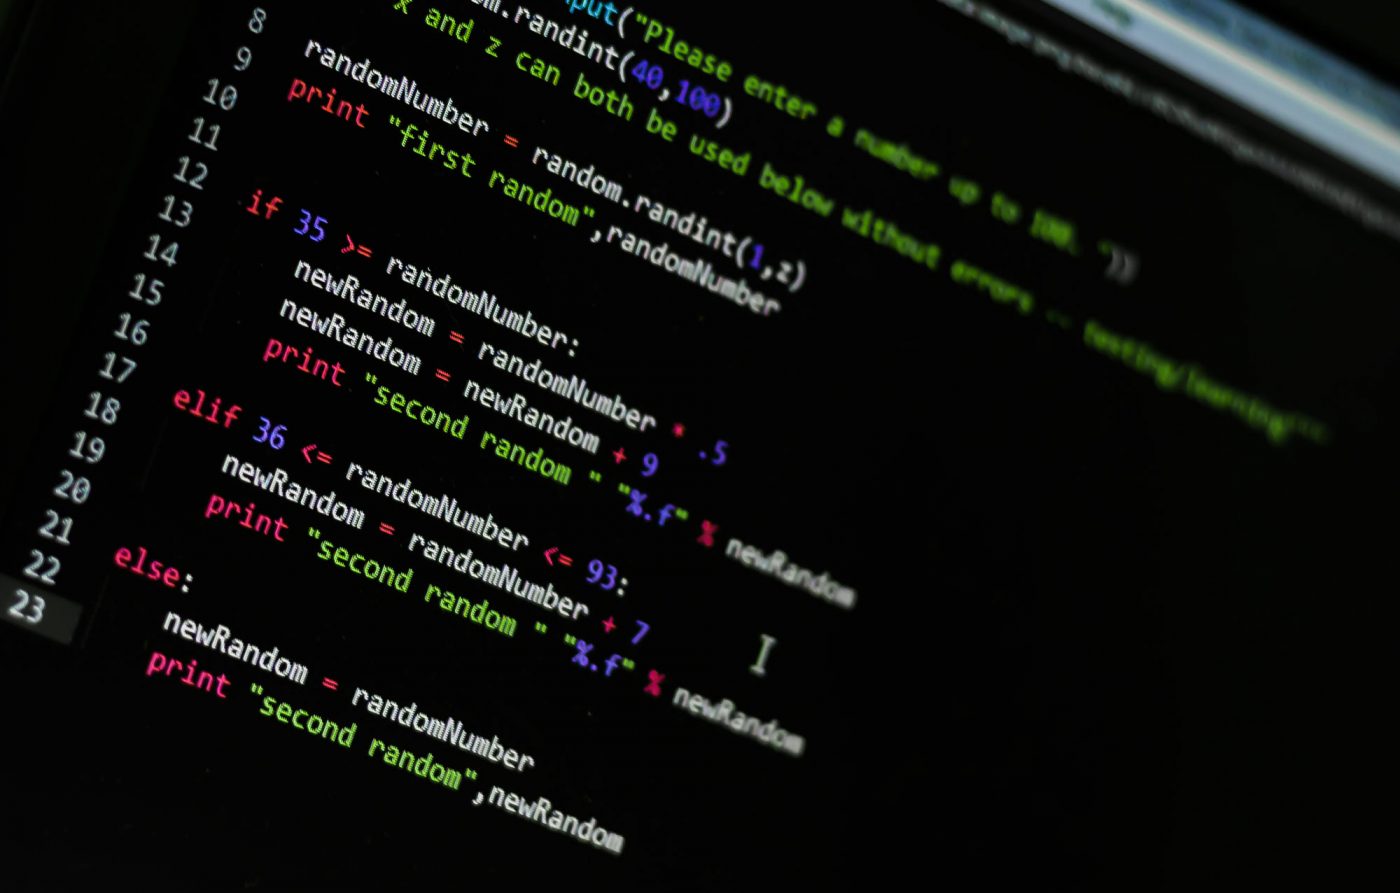 put("Please enter a number up to 100. "))
m.randint(40,100)
x and z can both be used below without errors -- testing/learning
8 randomNumber = random.randint(1,z)
9 print "first random",randomNumber
10
11
12 if 35 >= randomNumber:
13 newRandom = randomNumber * .5
14 newRandom = newRandom + 9
15 print "second random " "%.f" % newRandom
16
17 elif 36 <= randomNumber <= 93:
18 newRandom = randomNumber + 7
19 print "second random " "%.f" % newRandom
20
21 else:
22 newRandom = randomNumber
23 print "second random",newRandom